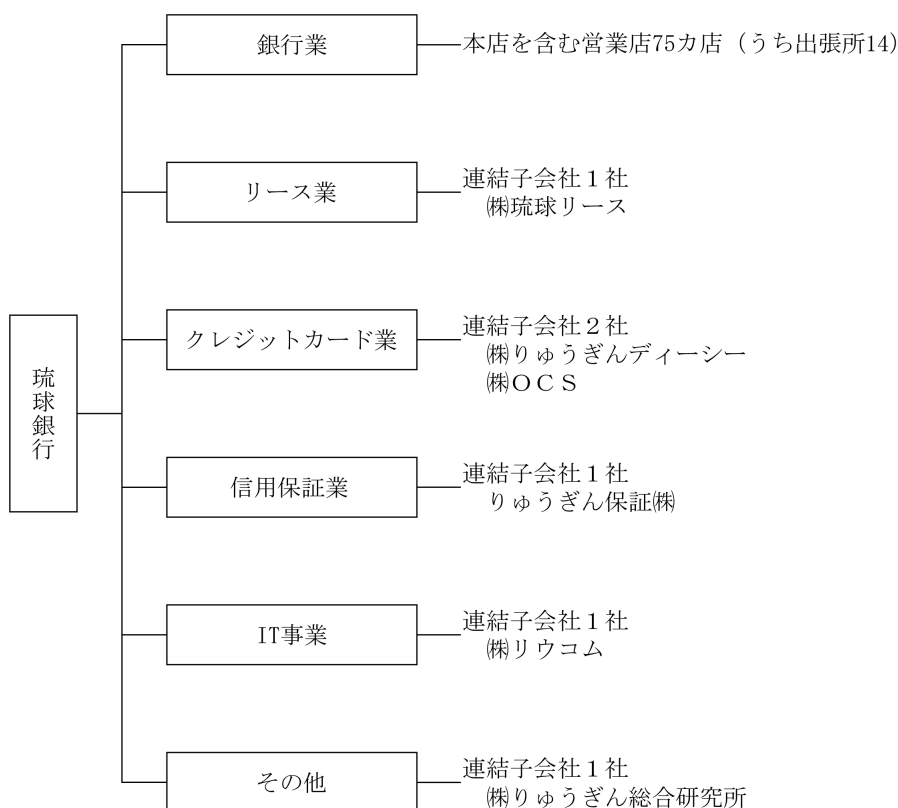 琉球銀行
銀行業
本店を含む営業店75カ店（うち出張所14）
リース業
連結子会社１社
㈱琉球リース
クレジットカード業
連結子会社２社
㈱りゅうぎんディーシー
㈱ＯＣＳ
信用保証業
連結子会社１社
りゅうぎん保証㈱
IT事業
連結子会社１社
㈱リウコム
その他
連結子会社１社
㈱りゅうぎん総合研究所